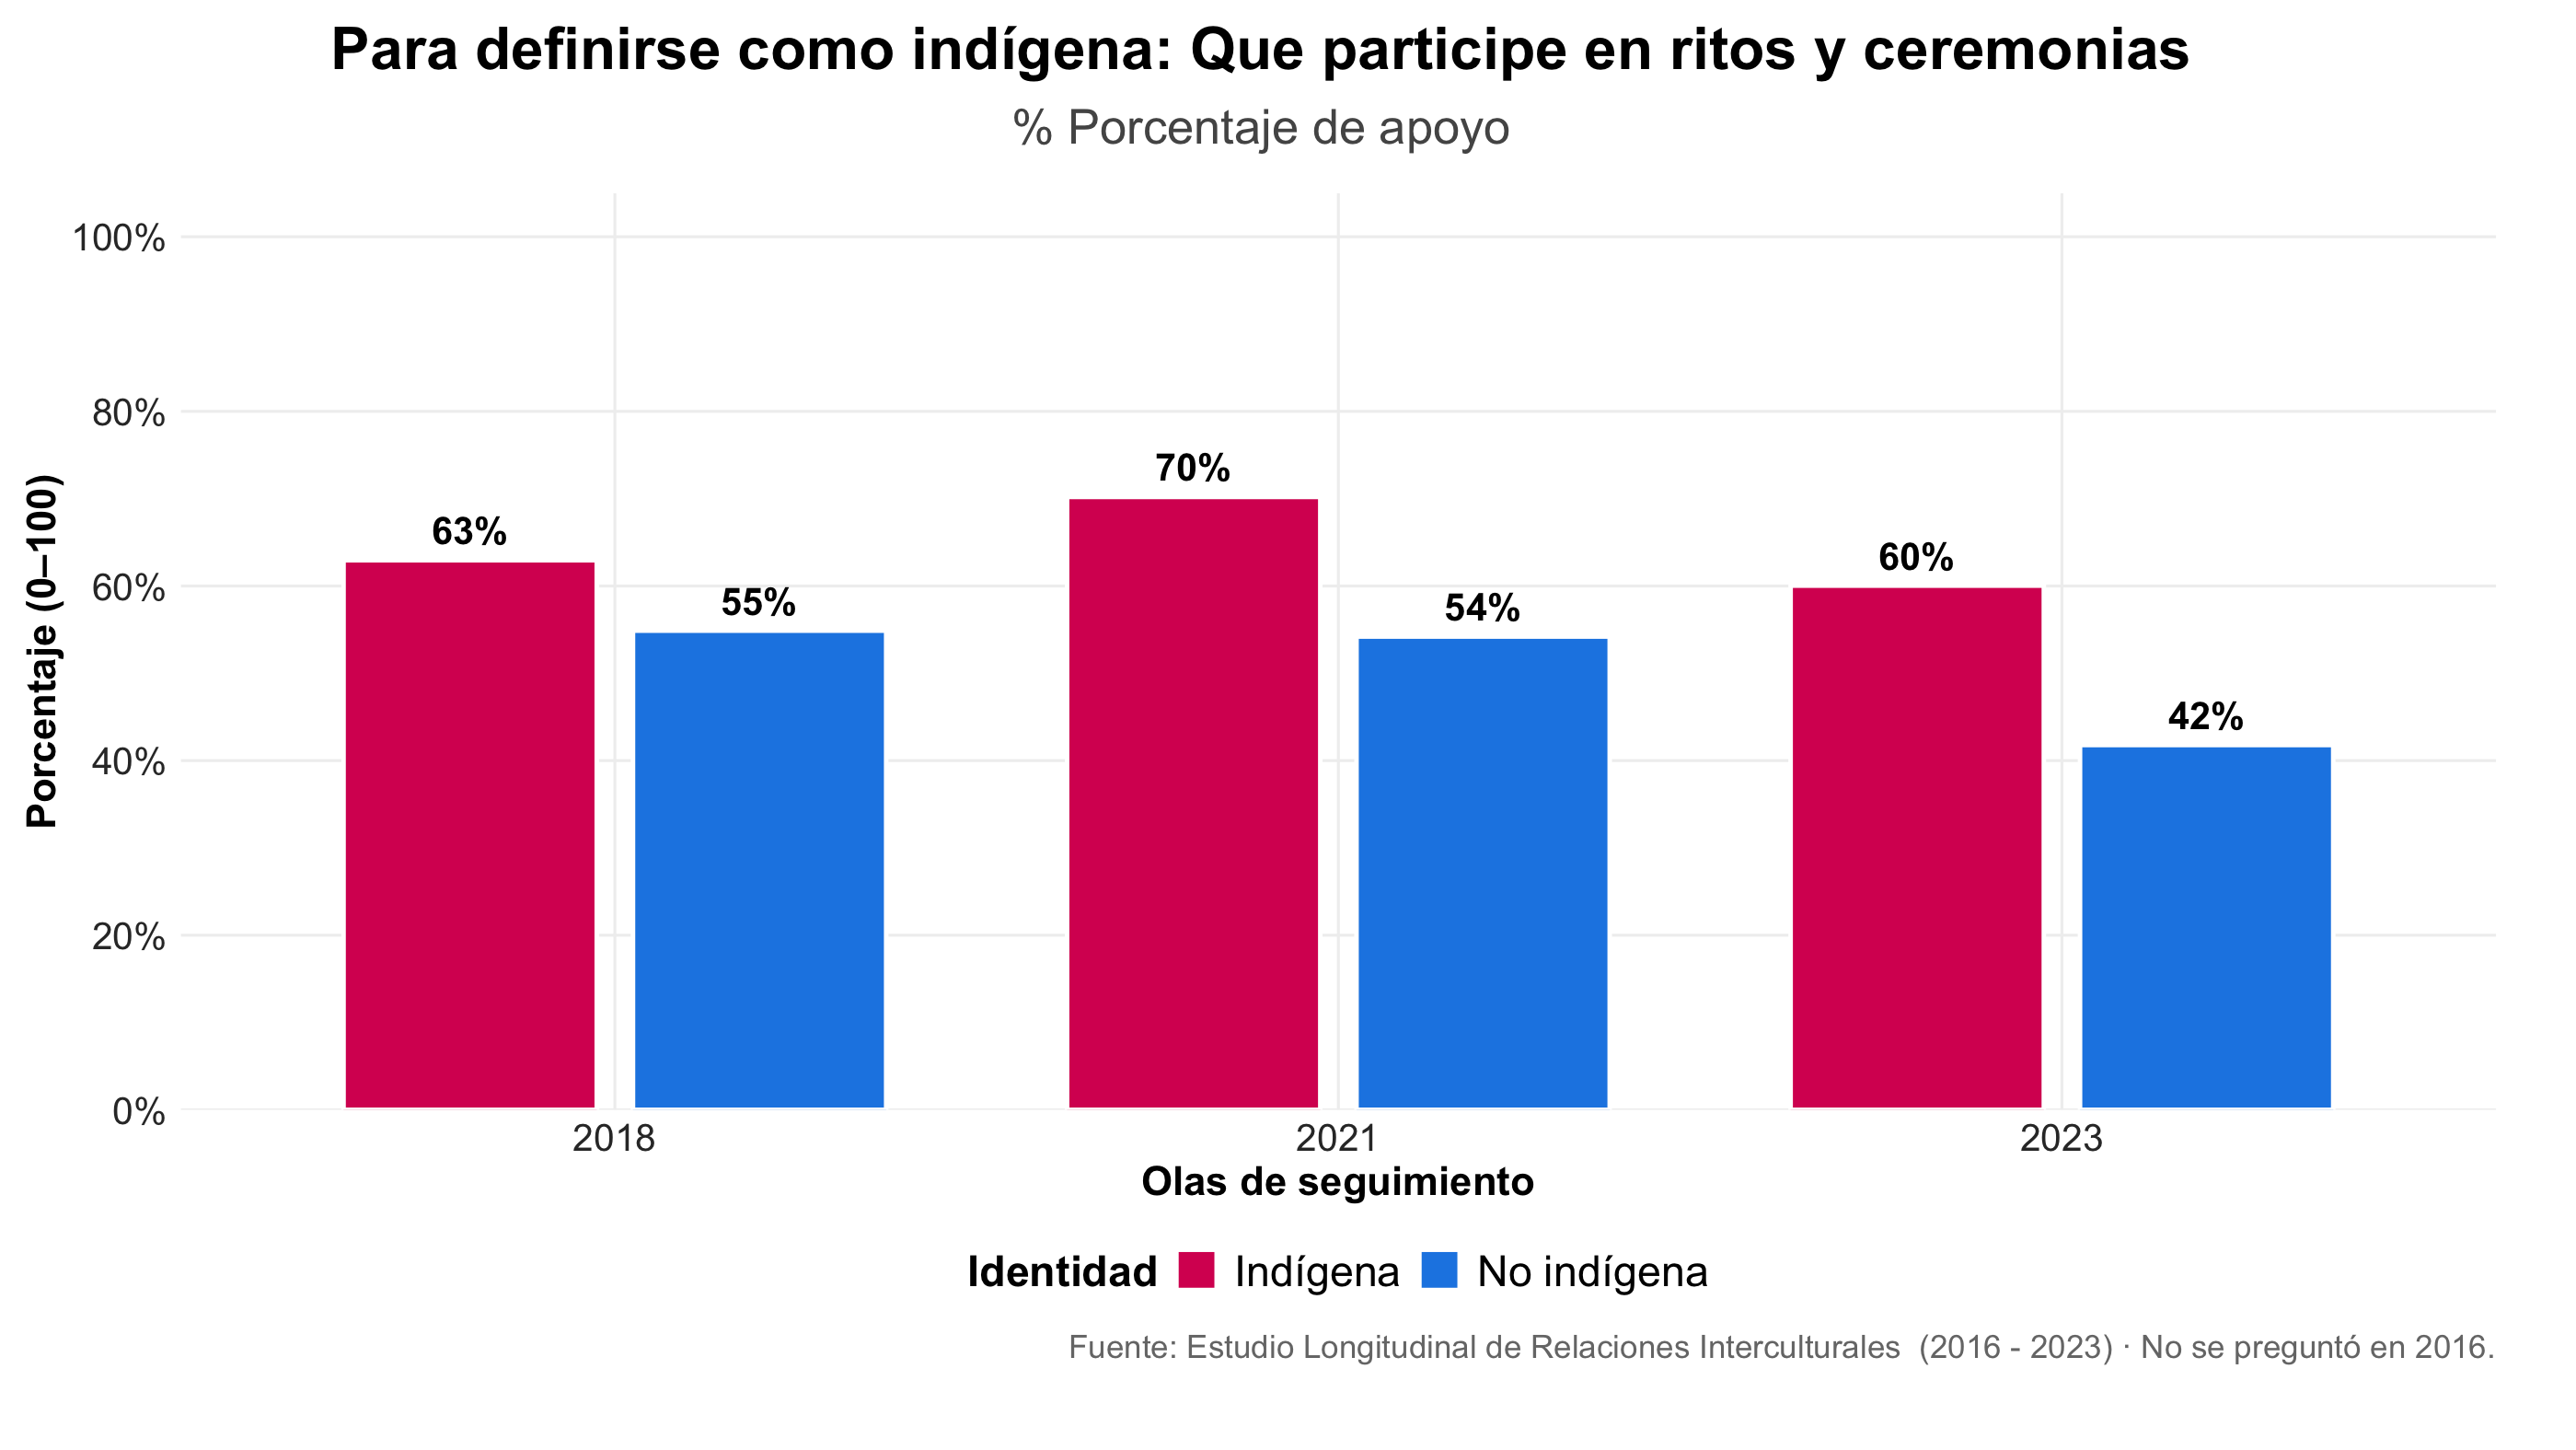 Para definirse como indígena: Que participe en ritos y ceremonias
% Porcentaje de apoyo
Porcentaje (0–100)
100%
80%
60%
40%
20%
0%
63%
55%
70%
54%
60%
42%
2018
2021
2023
Olas de seguimiento
Identidad Indígena No indígena
Fuente: Estudio Longitudinal de Relaciones Interculturales  (2016 - 2023) · No se preguntó en 2016.